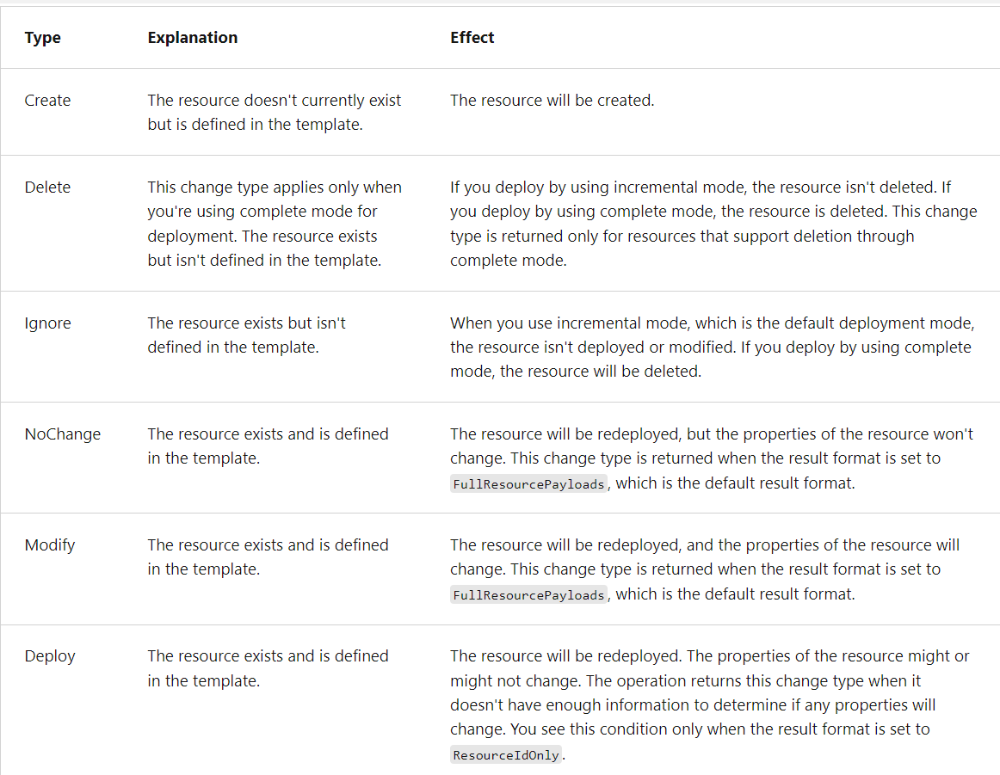 Type Explanation Effect
Create
The resource doesn't currently exist
but is defined in the template.
The resource will be created.
Delete
This change type applies only when
you're using complete mode for
deployment. The resource exists
but isn't defined in the template.
If you deploy by using incremental mode, the resource isn't deleted. If
you deploy by using complete mode, the resource is deleted. This change
type is returned only for resources that support deletion through
complete mode.
Ignore
The resource exists but isn't
defined in the template.
When you use incremental mode, which is the default deployment mode,
the resource isn't deployed or modified. If you deploy by using complete
mode, the resource will be deleted.
NoChange
The resource exists and is defined
in the template.
The resource will be redeployed, but the properties of the resource won't
change. This change type is returned when the result format is set to
FullResourcePayloads, which is the default result format.
Modify
The resource exists and is defined
in the template.
The resource will be redeployed, and the properties of the resource will
change. This change type is returned when the result format is set to
FullResourcePayloads, which is the default result format.
Deploy
The resource exists and is defined
in the template.
The resource will be redeployed. The properties of the resource might or
might not change. The operation returns this change type when it
doesn't have enough information to determine if any properties will
change. You see this condition only when the result format is set to
ResourceIdOnly.